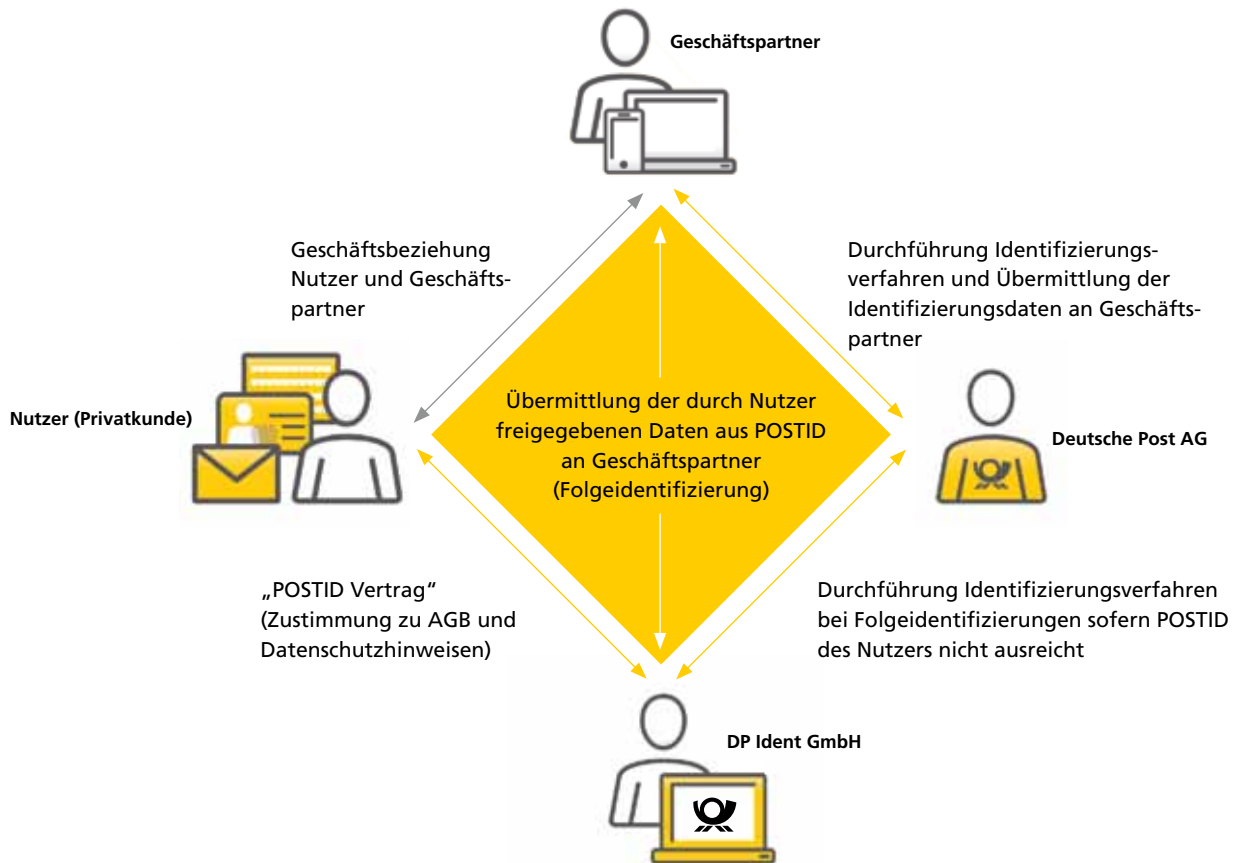 Geschäftspartner
Geschäftsbeziehung
Nutzer und Geschäfts-
partner
Durchführung Identifizierungs-
verfahren und Übermittlung der
Identifizierungsdaten an Geschäfts-
partner
Nutzer (Privatkunde)
Übermittlung der durch Nutzer
freigegebenen Daten aus POSTID
an Geschäftspartner
(Folgeidentifizierung)
Deutsche Post AG
„POSTID Vertrag“
(Zustimmung zu AGB und
Datenschutzhinweisen)
Durchführung Identifizierungsverfahren
bei Folgeidentifizierungen sofern POSTID
des Nutzers nicht ausreicht
DP Ident GmbH